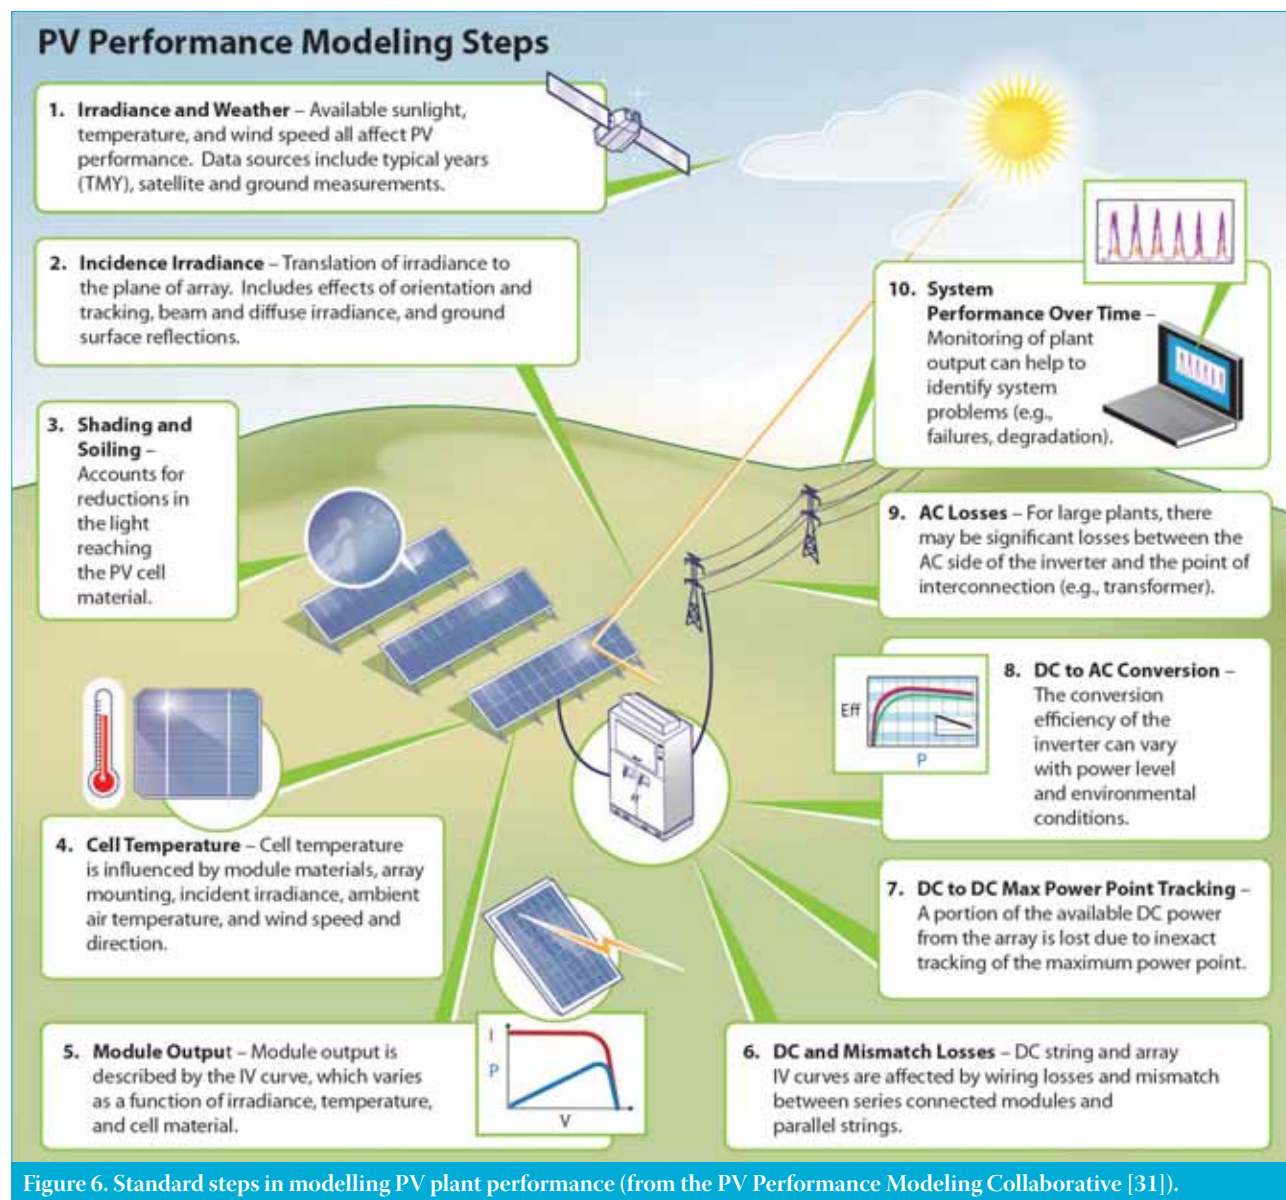 PV Performance Modeling Steps
1. Irradiance and Weather – Available sunlight,
temperature, and wind speed all affect PV
performance. Data sources include typical years
(TMY), satellite and ground measurements.
2. Incidence Irradiance – Translation of irradiance to
the plane of array. Includes effects of orientation and
tracking, beam and diffuse irradiance, and ground
surface reflections.
3. Shading and
Soiling –
Accounts for
reductions in
the light
reaching
the PV cell
material.
4. Cell Temperature – Cell temperature
is influenced by module materials, array
mounting, incident irradiance, ambient
air temperature, and wind speed and
direction.
5. Module Output – Module output is
described by the IV curve, which varies
as a function of irradiance, temperature,
and cell material.
I
P
V
6. DC and Mismatch Losses – DC string and array
IV curves are affected by wiring losses and mismatch
between series connected modules and
parallel strings.
7. DC to DC Max Power Point Tracking –
A portion of the available DC power
from the array is lost due to inexact
tracking of the maximum power point.
8. DC to AC Conversion –
The conversion
efficiency of the
inverter can vary
with power level
and environmental
conditions.
Eff
P
9. AC Losses – For large plants, there
may be significant losses between the
AC side of the inverter and the point of
interconnection (e.g., transformer).
10. System
Performance Over Time –
Monitoring of plant
output can help to
identify system
problems (e.g.,
failures, degradation).
Figure 6. Standard steps in modelling PV plant performance (from the PV Performance Modeling Collaborative [31]).